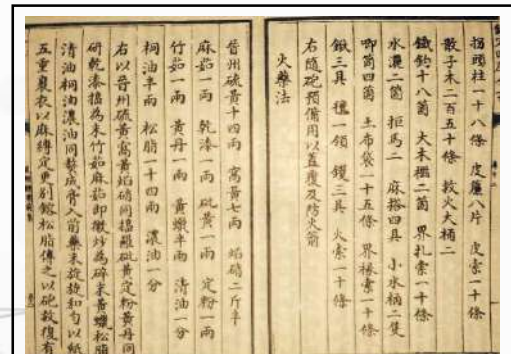 拐頭柱一十八條 皮簾八片 皮索一十條
骰子木二百五十條 救火大桶二
鐵鈎十八箇 大木檻二箇 界扎索一十條
水灑二箇 拒馬二 麻搭四具 小水桶二隻
唧筒四箇 土布袋一十五條 界椽索一十條
鍬三具 氊一領 钁三具 火索一十條
右隨砲預備用以蓋覆及防火箭
火藥法
晉州硫黃十四兩 窩黃七兩 焰硝二斤半
麻茹一兩 乾漆一兩 砒黃一兩 定粉一兩
竹茹一兩 黃丹一兩 黃蠟半兩 清油一分
桐油半兩 松脂一十四兩 濃油一分
右以晉州硫黃窩黃焰硝同搗羅砒黃定粉黃丹同
研乾漆搗為末竹茹麻茹即微炒為碎末黃蠟松脂
清油桐油濃油同熬成膏入前藥末旋旋和勻以紙
五重裹衣以麻縛定更別鎔松脂傅之以砲放復有